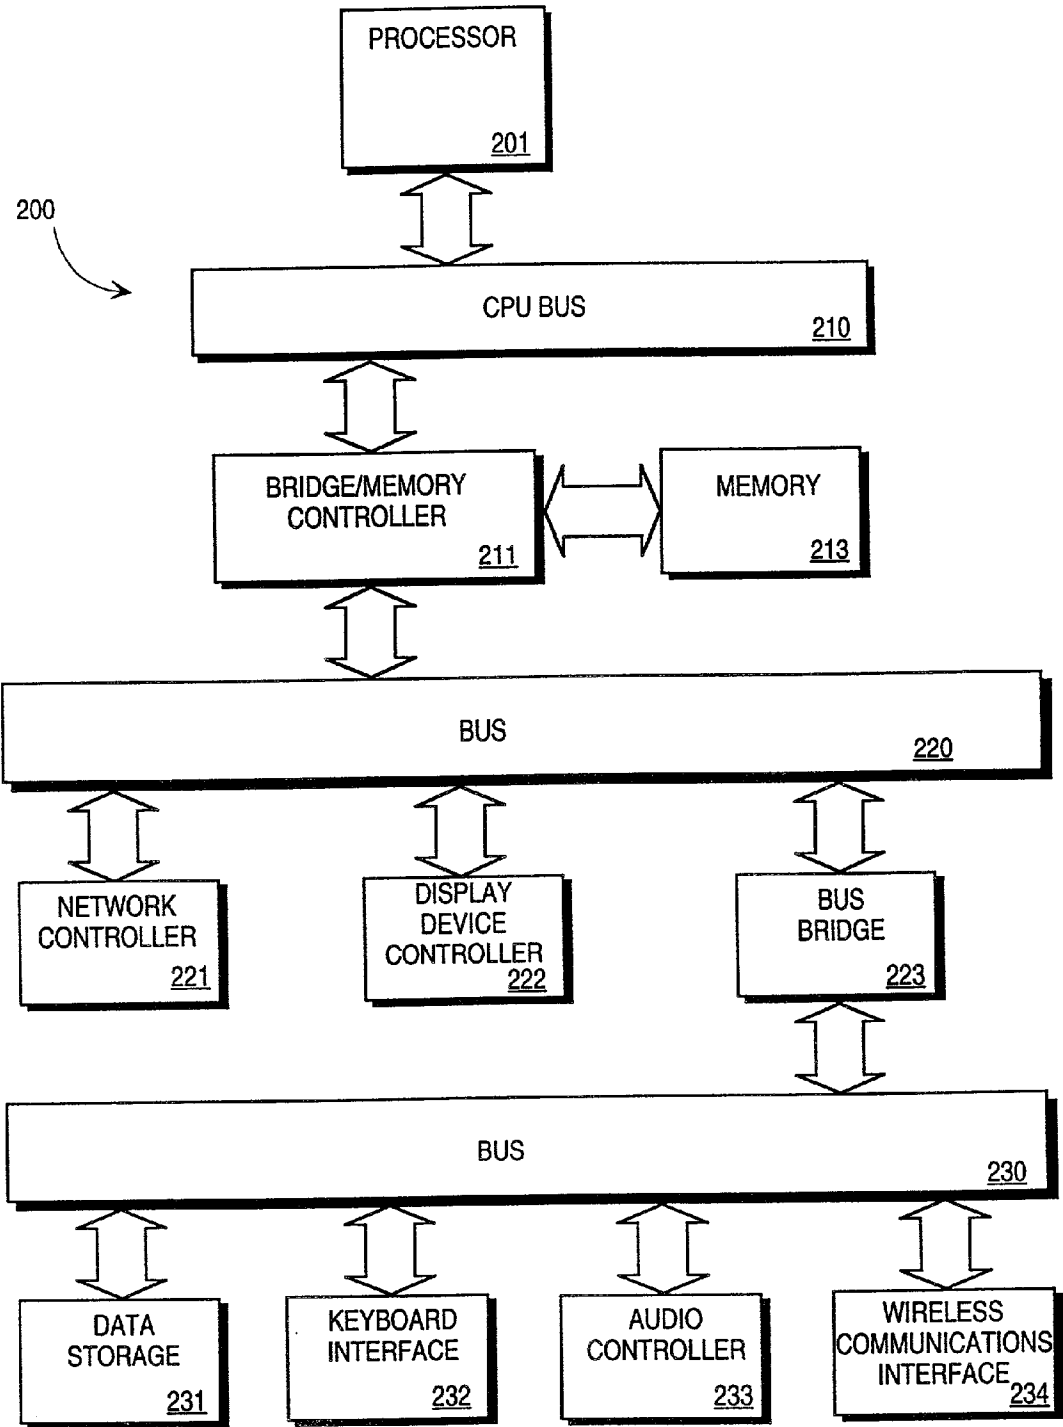 PROCESSOR
201
200
CPU BUS
210
BRIDGE/MEMORY
CONTROLLER
211
MEMORY
213
BUS
220
NETWORK
CONTROLLER
221
DISPLAY
DEVICE
CONTROLLER
222
BUS
BRIDGE
223
BUS
230
DATA
STORAGE
231
KEYBOARD
INTERFACE
232
AUDIO
CONTROLLER
233
WIRELESS
COMMUNICATIONS
INTERFACE
234